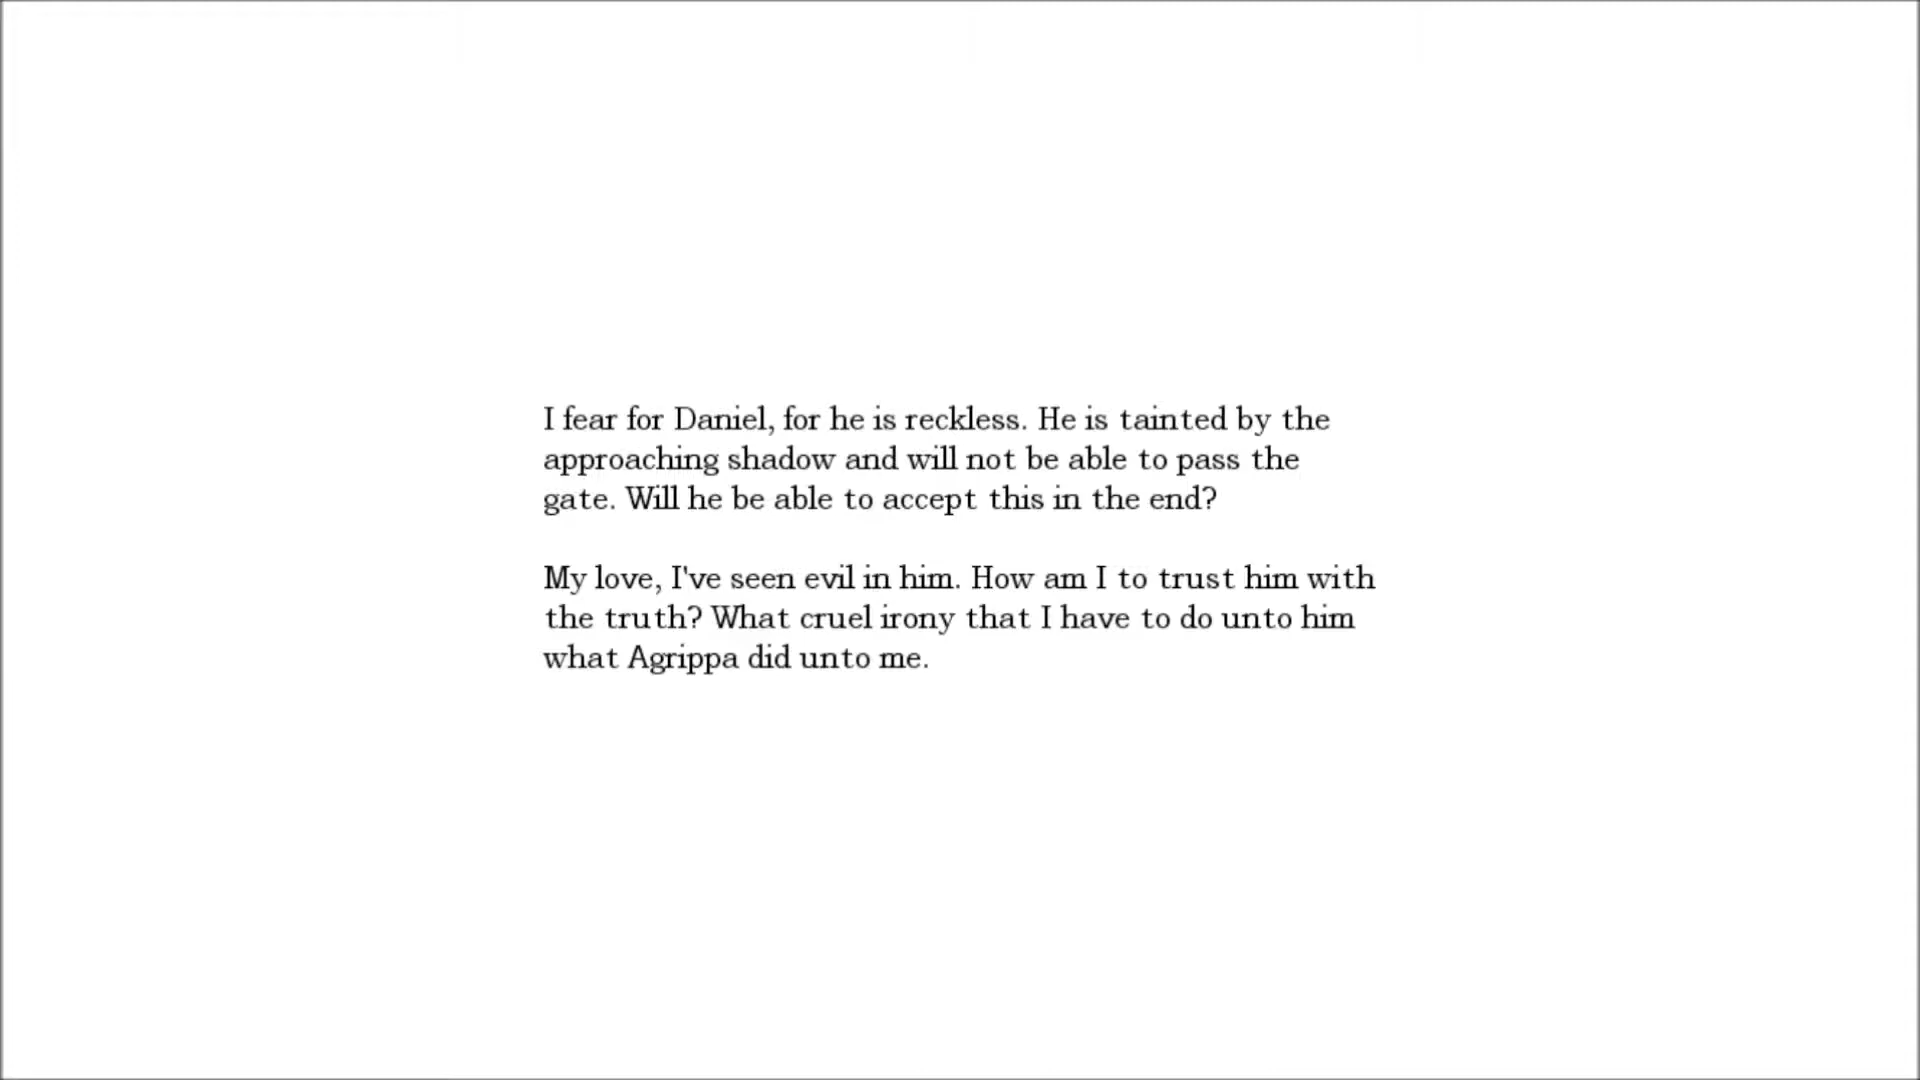 I fear for Daniel, for he is reckless. He is tainted by the
approaching shadow and will not be able to pass the
gate. Will he be able to accept this in the end?
My love, I've seen evil in him. How am I to trust him with
the truth? What cruel irony that I have to do unto him
what Agrippa did unto me.